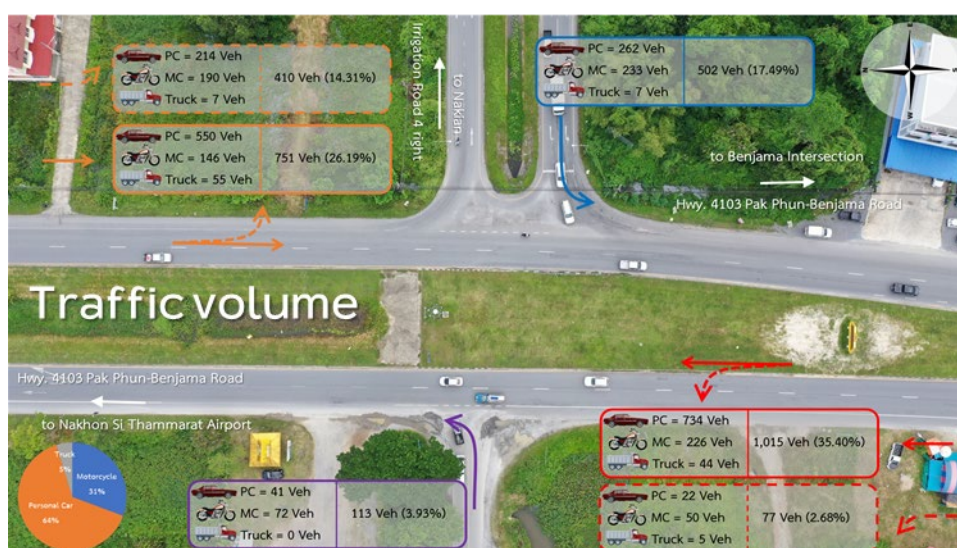 PC = 214 Veh
MC = 190 Veh
Truck = 7 Veh
410 Veh (14.31%)
PC = 550 Veh
MC = 146 Veh
Truck = 55 Veh
751 Veh (26.19%)
Irrigation Road 4 right
to Nakian
PC = 262 Veh
MC = 233 Veh
Truck = 7 Veh
502 Veh (17.49%)
N
S
to Benjama Intersection
Hwy. 4103 Pak Phun-Benjama Road
Traffic volume
Hwy. 4103 Pak Phun-Benjama Road
to Nakhon Si Thammarat Airport
Truck
5%
Motorcycle
31%
Personal Car
64%
PC = 41 Veh
MC = 72 Veh
Truck = 0 Veh
113 Veh (3.93%)
PC = 734 Veh
MC = 226 Veh
Truck = 44 Veh
1,015 Veh (35.40%)
PC = 22 Veh
MC = 50 Veh
Truck = 5 Veh
77 Veh (2.68%)